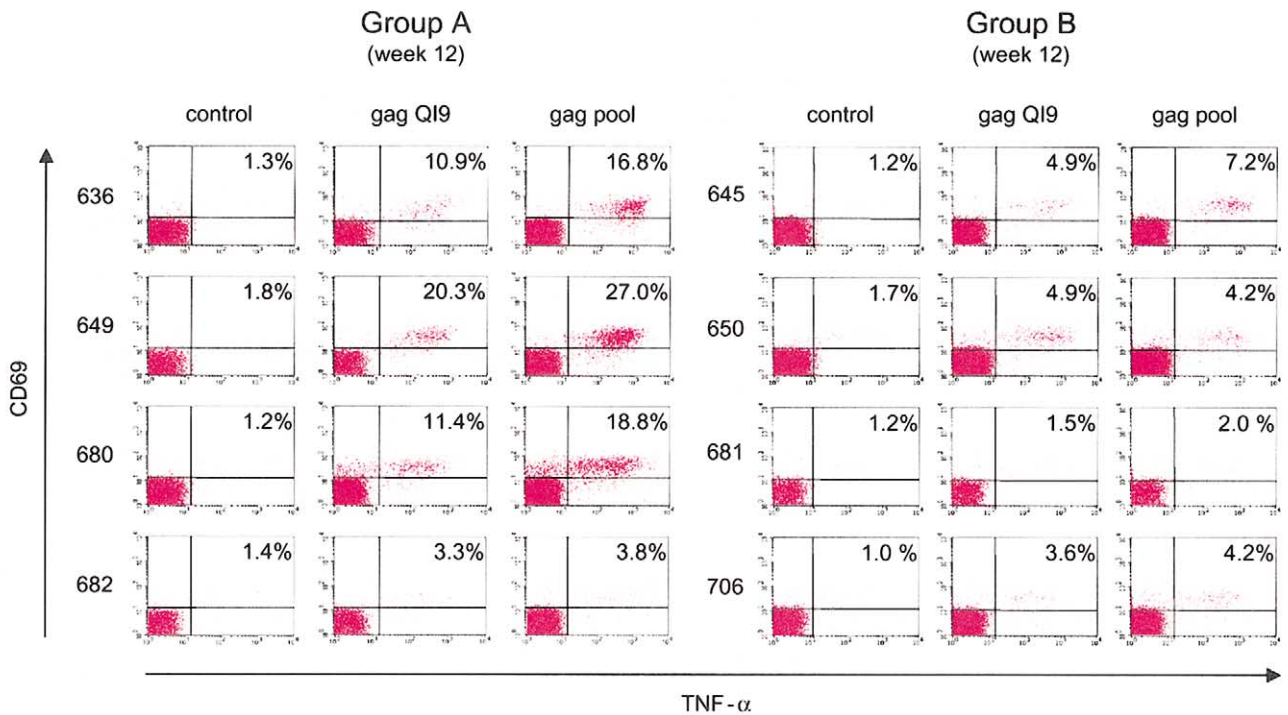 Group A
(week 12)
Group B
(week 12)
control gag QI9 gag pool control gag QI9 gag pool
636 1.3% 10.9% 16.8% 645 1.2% 4.9% 7.2%
649 1.8% 20.3% 27.0% 650 1.7% 4.9% 4.2%
680 1.2% 11.4% 18.8% 681 1.2% 1.5% 2.0 %
682 1.4% 3.3% 3.8% 706 1.0 % 3.6% 4.2%
CD69
TNF-α